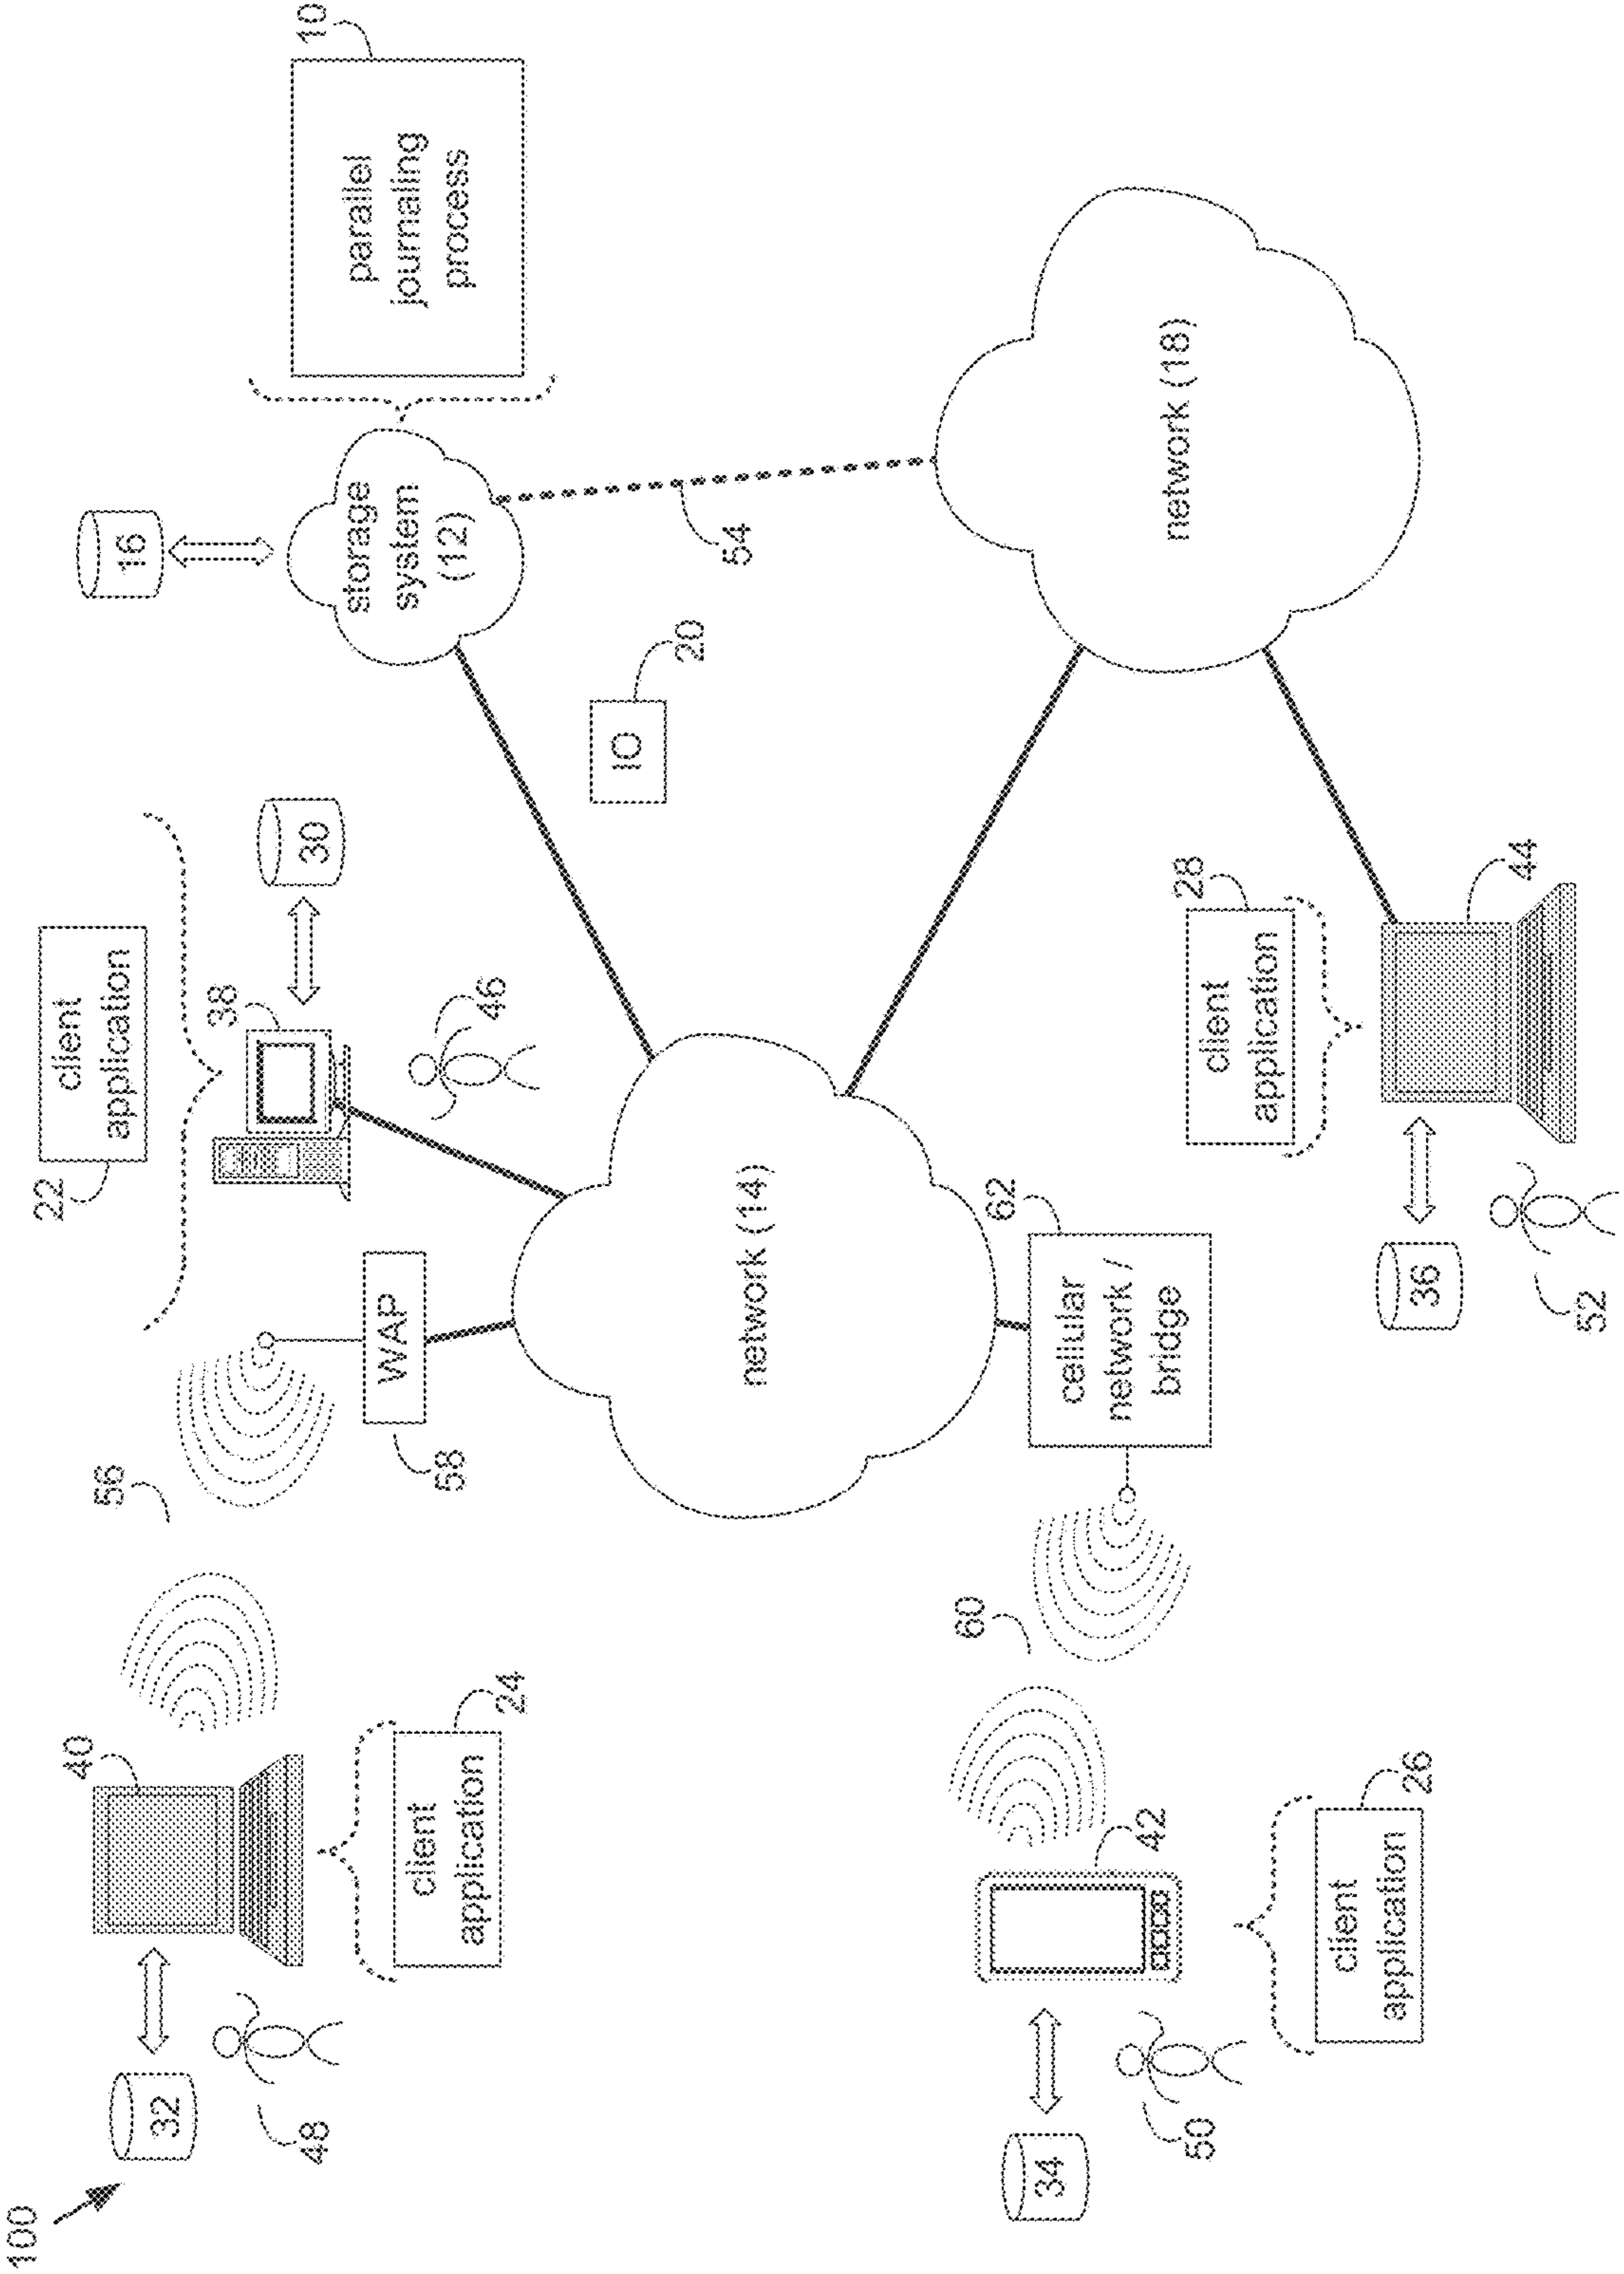 100
32
48
40
client
application
24
56
58
WAP
22
client
application
38
30
46
16
storage
system
(12)
parallel
journaling
process
10
IO
20
54
network (14)
network (18)
34
50
42
client
application
26
60
cellular
network /
bridge
62
client
application
28
36
52
44